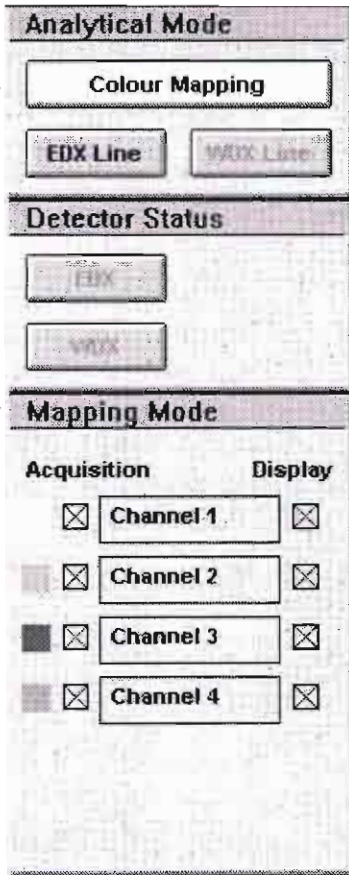 Analytical Mode
Colour Mapping
EDX Line WDX Line
Detector Status
EDX
WDX
Mapping Mode
Acquisition Display
Channel 1
Channel 2
Channel 3
Channel 4